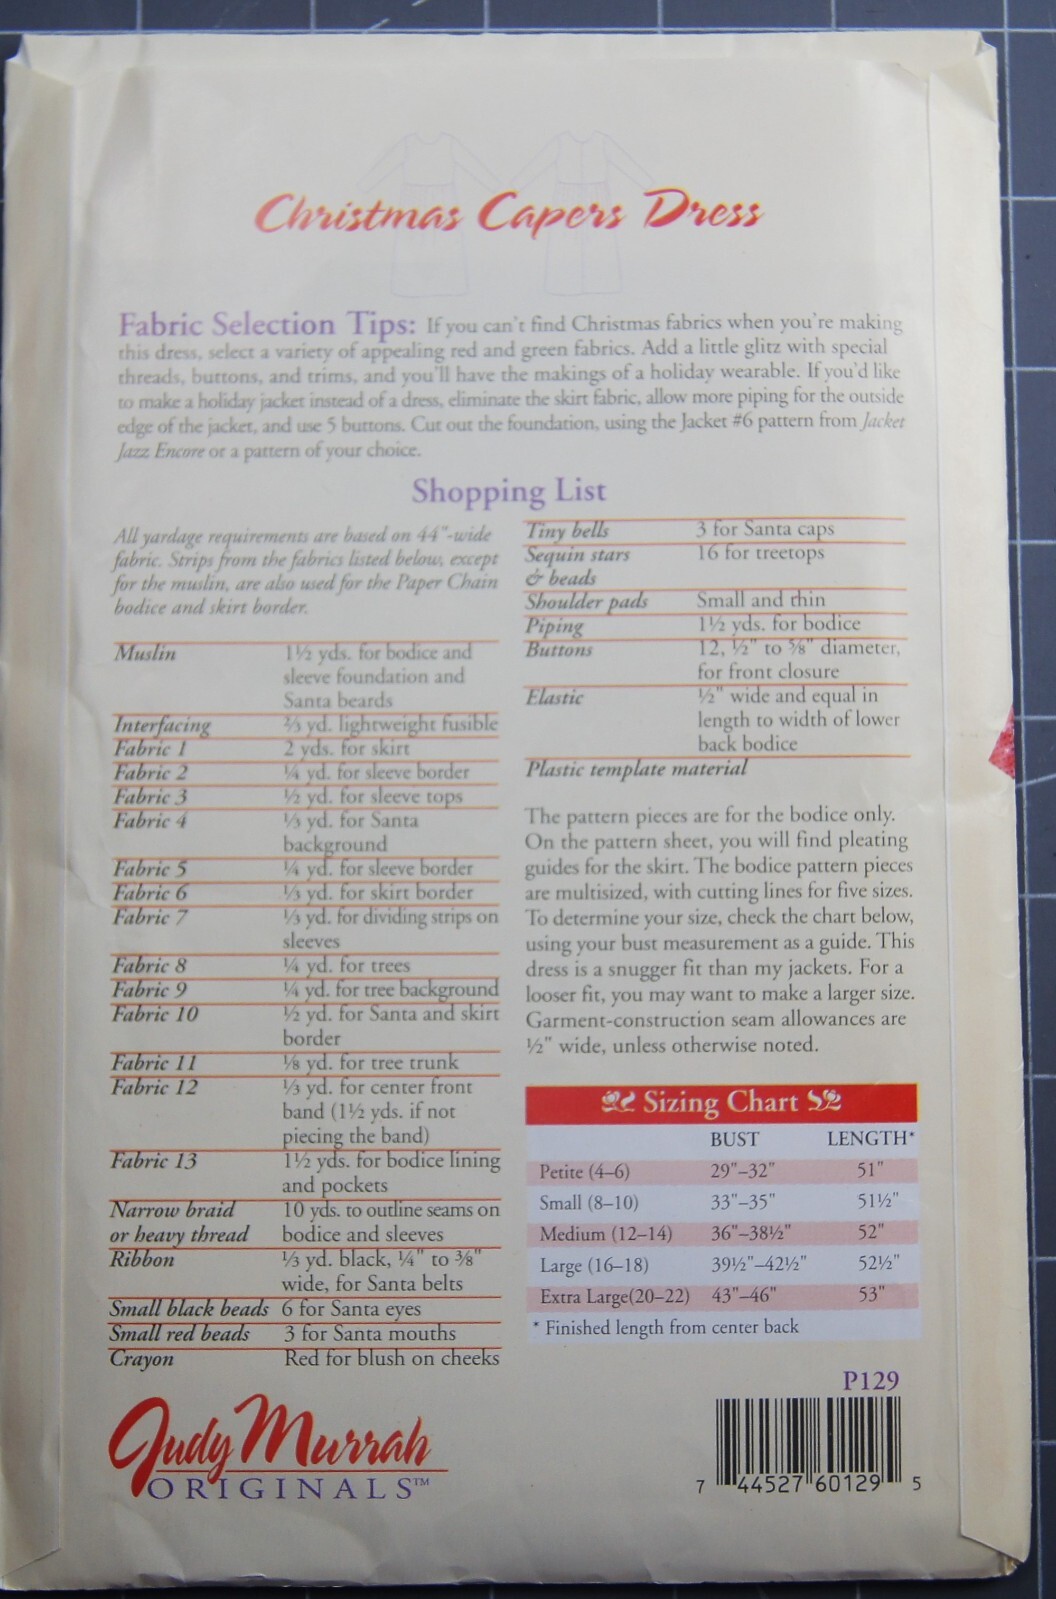 Christmas Capers Dress
Fabric Selection Tips: If you can't find Christmas fabrics when you're making
this dress, select a variety of appealing red and green fabrics. Add a little glitz with special
threads, buttons, and trims, and you'll have the makings of a holiday wearable. If you'd like
to make a holiday jacket instead of a dress, eliminate the skirt fabric, allow more piping for the outside
edge of the jacket, and use 5 buttons. Cut out the foundation, using the Jacket #6 pattern from Jacket
Jazz Encore or a pattern of your choice.
Shopping List
All yardage requirements are based on 44"-wide
fabric. Strips from the fabrics listed below, except
for the muslin, are also used for the Paper Chain
bodice and skirt border.
Muslin 1½ yds. for bodice and
sleeve foundation and
Santa beards
Interfacing ⅔ yd. lightweight fusible
Fabric 1 2 yds. for skirt
Fabric 2 ¼ yd. for sleeve border
Fabric 3 ½ yd. for sleeve tops
Fabric 4 ⅓ yd. for Santa
background
Fabric 5 ¼ yd. for sleeve border
Fabric 6 ⅓ yd. for skirt border
Fabric 7 ⅓ yd. for dividing strips on
sleeves
Fabric 8 ¼ yd. for trees
Fabric 9 ¼ yd. for tree background
Fabric 10 ½ yd. for Santa and skirt
border
Fabric 11 ⅛ yd. for tree trunk
Fabric 12 ⅓ yd. for center front
band (1½ yds. if not
piecing the band)
Fabric 13 1½ yds. for bodice lining
and pockets
Narrow braid 10 yds. to outline seams on
or heavy thread bodice and sleeves
Ribbon ⅓ yd. black, ¼" to ⅜"
wide, for Santa belts
Small black beads 6 for Santa eyes
Small red beads 3 for Santa mouths
Crayon Red for blush on cheeks
Tiny bells 3 for Santa caps
Sequin stars 16 for treetops
& beads
Shoulder pads Small and thin
Piping 1½ yds. for bodice
Buttons 12, ½" to ⅝" diameter,
for front closure
Elastic ½" wide and equal in
length to width of lower
back bodice
Plastic template material
The pattern pieces are for the bodice only.
On the pattern sheet, you will find pleating
guides for the skirt. The bodice pattern pieces
are multisized, with cutting lines for five sizes.
To determine your size, check the chart below,
using your bust measurement as a guide. This
dress is a snugger fit than my jackets. For a
looser fit, you may want to make a larger size.
Garment-construction seam allowances are
½" wide, unless otherwise noted.
Sizing Chart
BUST LENGTH*
Petite (4–6) 29"–32" 51"
Small (8–10) 33"–35" 51½"
Medium (12–14) 36"–38½" 52"
Large (16–18) 39½"–42½" 52½"
Extra Large(20–22) 43"–46" 53"
* Finished length from center back
P129
7 44527 60129 5
Judy Murrah
ORIGINALS™